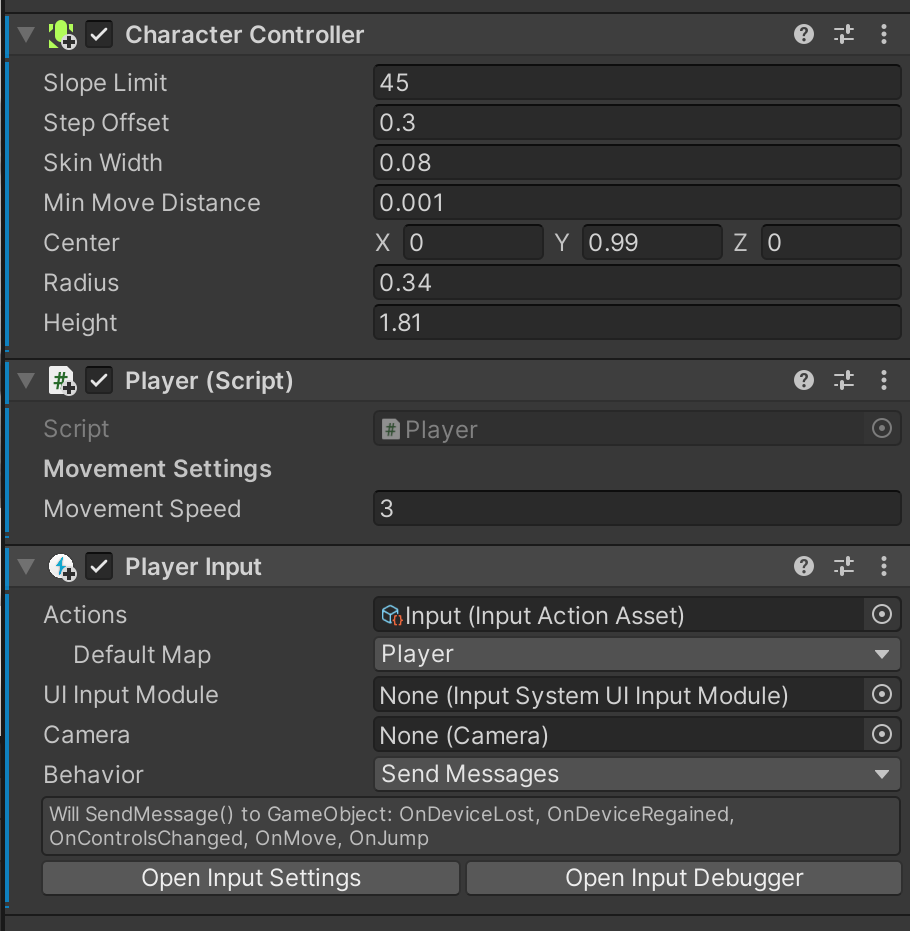 Character Controller
Slope Limit 45
Step Offset 0.3
Skin Width 0.08
Min Move Distance 0.001
Center X 0 Y 0.99 Z 0
Radius 0.34
Height 1.81
Player (Script)
Script # Player
Movement Settings
Movement Speed 3
Player Input
Actions Input (Input Action Asset)
Default Map Player
UI Input Module None (Input System UI Input Module)
Camera None (Camera)
Behavior Send Messages
Will SendMessage() to GameObject: OnDeviceLost, OnDeviceRegained,
OnControlsChanged, OnMove, OnJump
Open Input Settings Open Input Debugger